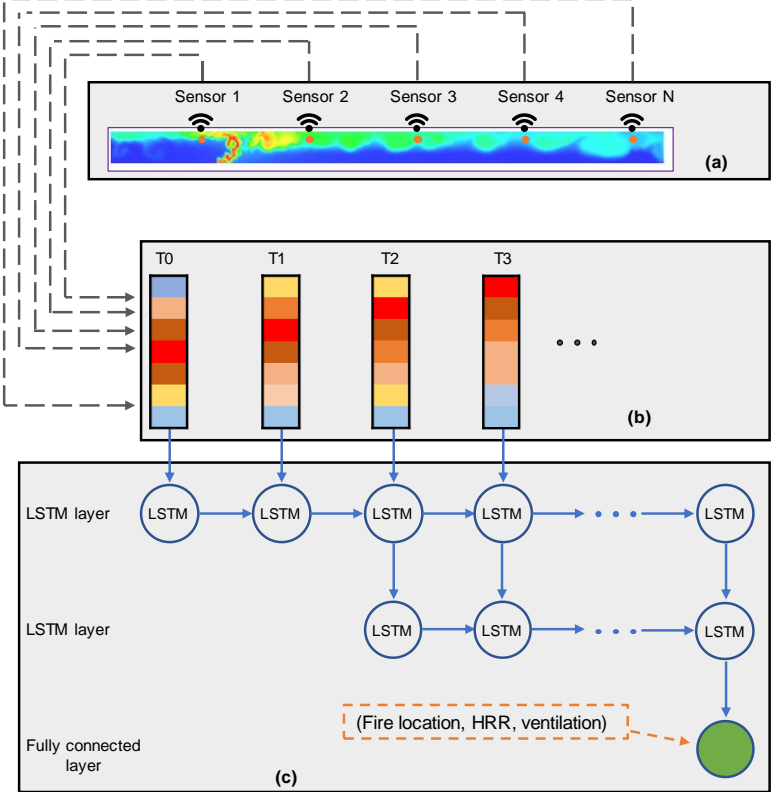 Sensor 1 Sensor 2 Sensor 3 Sensor 4 Sensor N
(a)
T0 T1 T2 T3
(b)
LSTM layer LSTM LSTM LSTM LSTM LSTM
LSTM layer LSTM LSTM LSTM
(Fire location, HRR, ventilation)
Fully connected
layer
(c)